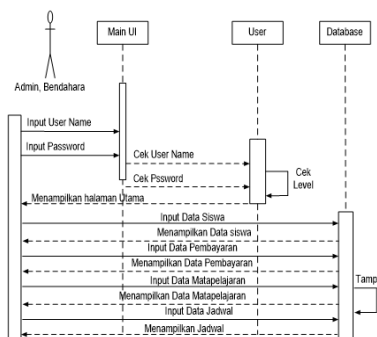 Main UI
User
Database
Admin, Bendahara
Input User Name
Input Password
Cek User Name
Cek Pssword
Cek
Level
Menampilkan halaman Utama
Input Data Siswa
Menampilkan Data siswa
Input Data Pembayaran
Menampilkan Data Pembayaran
Input Data Matapelajaran
Tamp
Menampilkan Data Matapelajaran
Input Data Jadwal
Menampilkan Jadwal